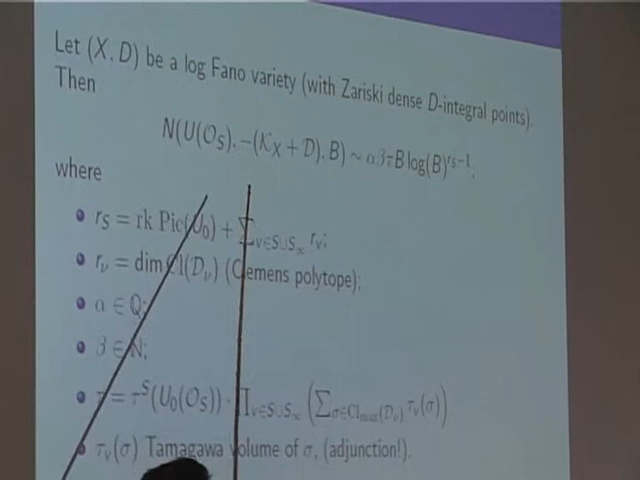 Let (X, D) be a log Fano variety (with Zariski dense D-integral points).
Then
N(U(𝒪_S), −(𝒦_X + 𝒟), B) ~ αβτB log(B)^{r_S−1},
where
• r_S = rk Pic(U_0) + ∑_{v∈S∪S_∞} r_v;
• r_v = dim Cl(D_v) (Clemens polytope);
• α ∈ ℚ;
• β ∈ ℕ;
• τ = τ^S(U_0(𝒪_S)) · ∏_{v∈S∪S_∞} (∑_{σ∈Cl_max(D_v)} τ_v(σ))
• τ_v(σ) Tamagawa volume of σ, (adjunction!).